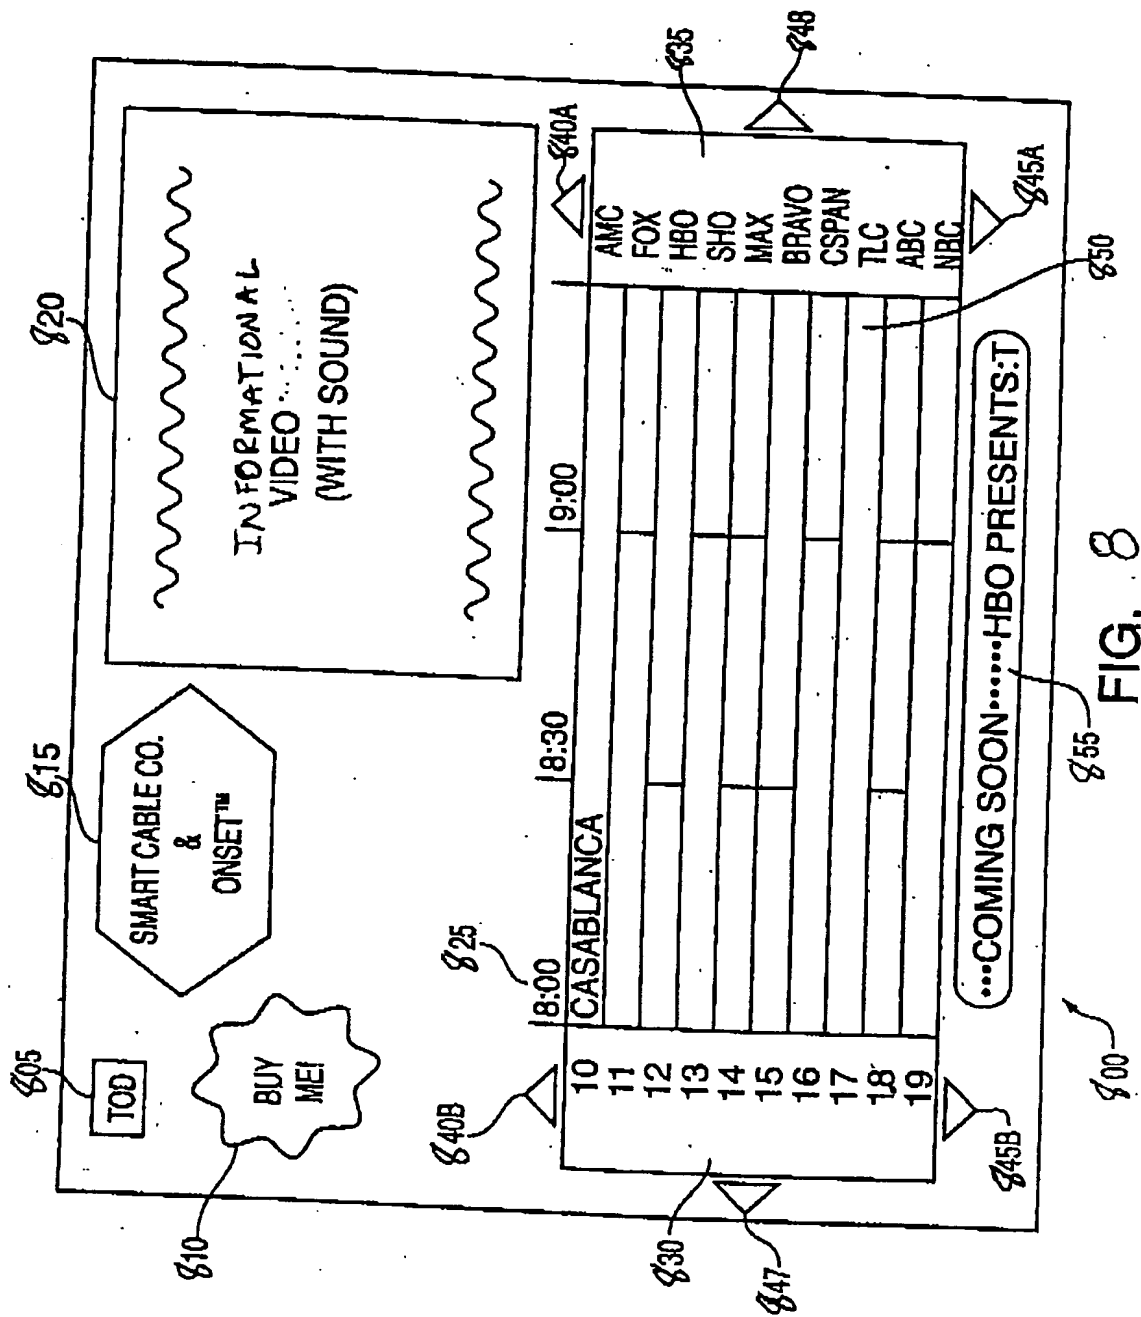 805
TOD
810
BUY
ME!
815
SMART CABLE CO.
&
ONSET™
820
INFORMATIONAL
VIDEO..........
(WITH SOUND)
840B
825
8:00
8:30
9:00
840A
10 CASABLANCA AMC
11 FOX
12 HBO
13 SHO
14 MAX
15 BRAVO
16 CSPAN
17 TLC
18 ABC
19 NBC
830
835
847
848
845B
845A
850
•••COMING SOON•••••••HBO PRESENTS:T
855
800
FIG. 8